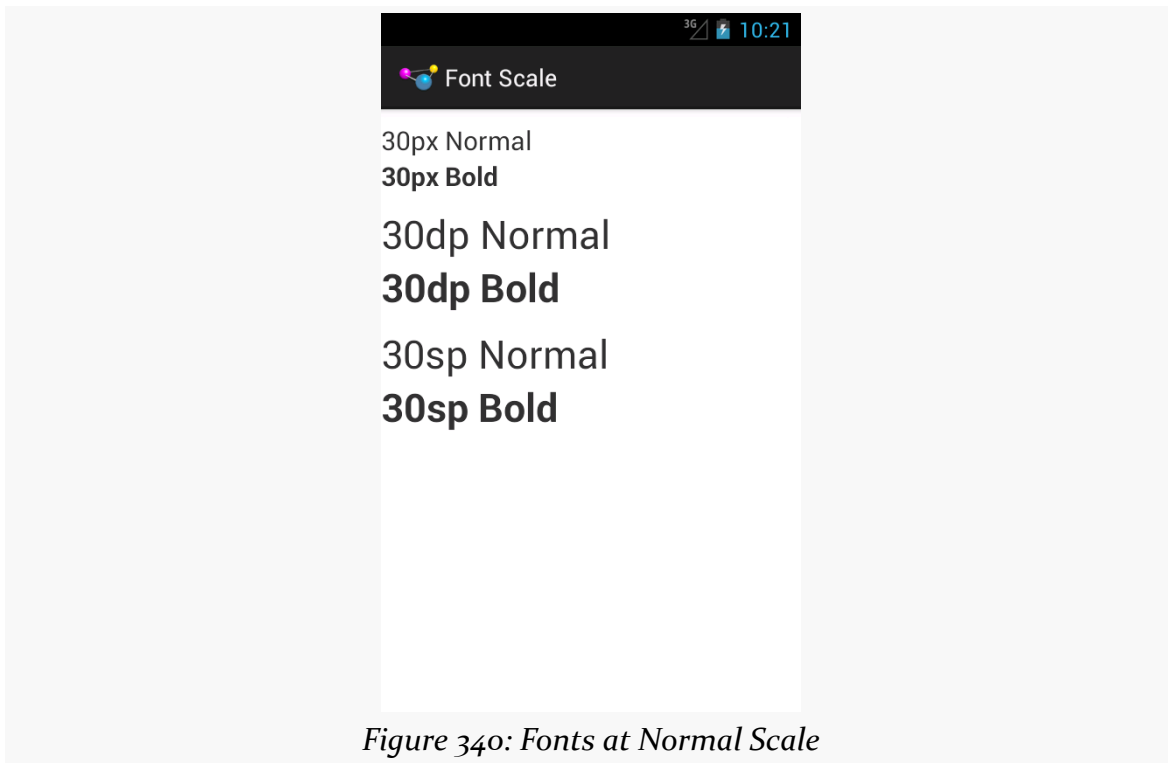 3G 10:21
Font Scale
30px Normal
30px Bold
30dp Normal
30dp Bold
30sp Normal
30sp Bold
Figure 340: Fonts at Normal Scale